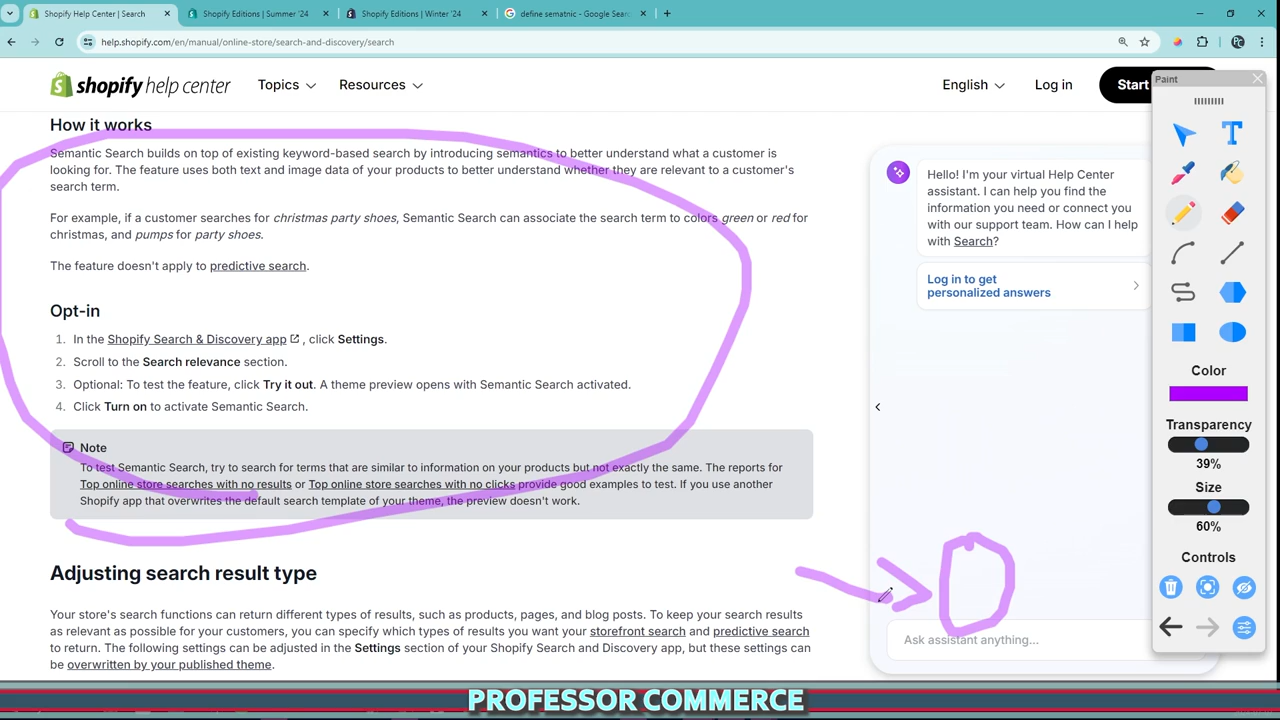 Shopify Help Center | Search
Shopify Editions | Summer '24
Shopify Editions | Winter '24
define sematnic - Google Searc
help.shopify.com/en/manual/online-store/search-and-discovery/search
shopify help center
Topics
Resources
English
Log in
Start
How it works
Semantic Search builds on top of existing keyword-based search by introducing semantics to better understand what a customer is
looking for. The feature uses both text and image data of your products to better understand whether they are relevant to a customer's
search term.
For example, if a customer searches for christmas party shoes, Semantic Search can associate the search term to colors green or red for
christmas, and pumps for party shoes.
The feature doesn't apply to predictive search.
Opt-in
1. In the Shopify Search & Discovery app , click Settings.
2. Scroll to the Search relevance section.
3. Optional: To test the feature, click Try it out. A theme preview opens with Semantic Search activated.
4. Click Turn on to activate Semantic Search.
Note
To test Semantic Search, try to search for terms that are similar to information on your products but not exactly the same. The reports for
Top online store searches with no results or Top online store searches with no clicks provide good examples to test. If you use another
Shopify app that overwrites the default search template of your theme, the preview doesn't work.
Adjusting search result type
Your store's search functions can return different types of results, such as products, pages, and blog posts. To keep your search results
as relevant as possible for your customers, you can specify which types of results you want your storefront search and predictive search
to return. The following settings can be adjusted in the Settings section of your Shopify Search and Discovery app, but these settings can
be overwritten by your published theme.
Hello! I'm your virtual Help Center
assistant. I can help you find the
information you need or connect you
with our support team. How can I help
with Search?
Log in to get
personalized answers
Ask assistant anything...
Paint
T
Color
Transparency
39%
Size
60%
Controls
PROFESSOR COMMERCE